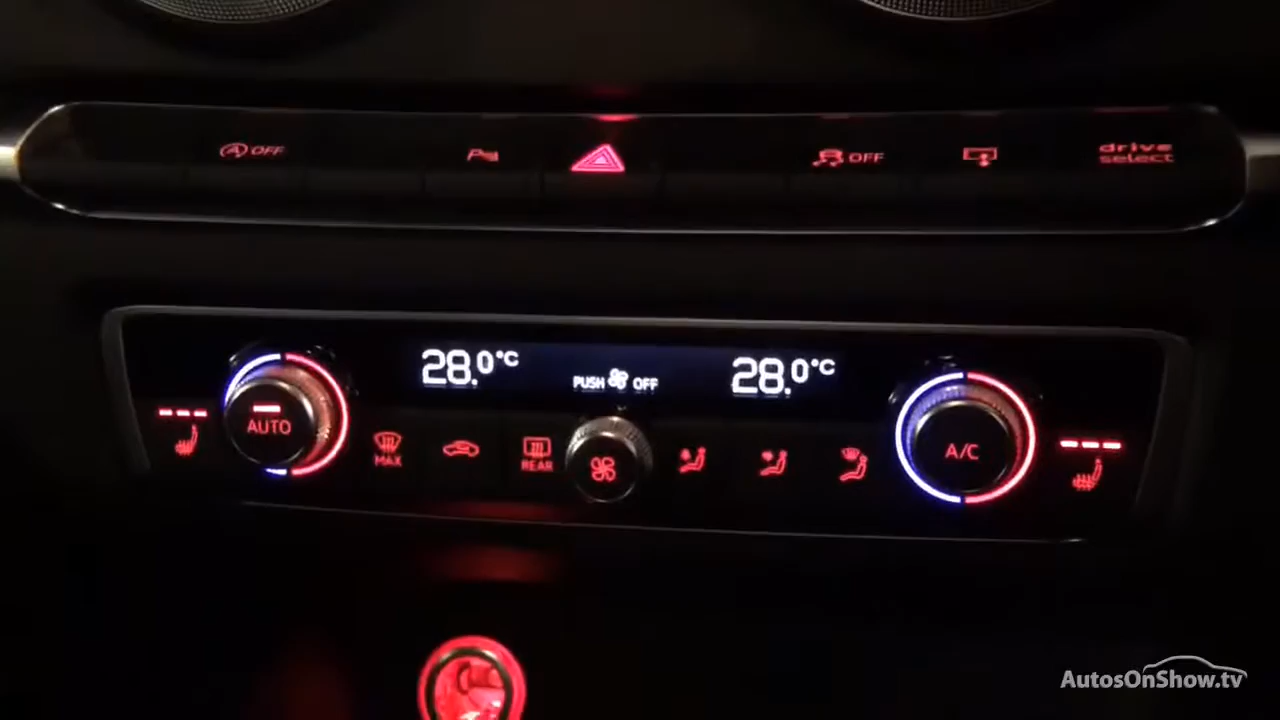 OFF
OFF
drive
select
28.0°C
PUSH OFF
28.0°C
AUTO
MAX
REAR
A/C
AutosOnShow.tv